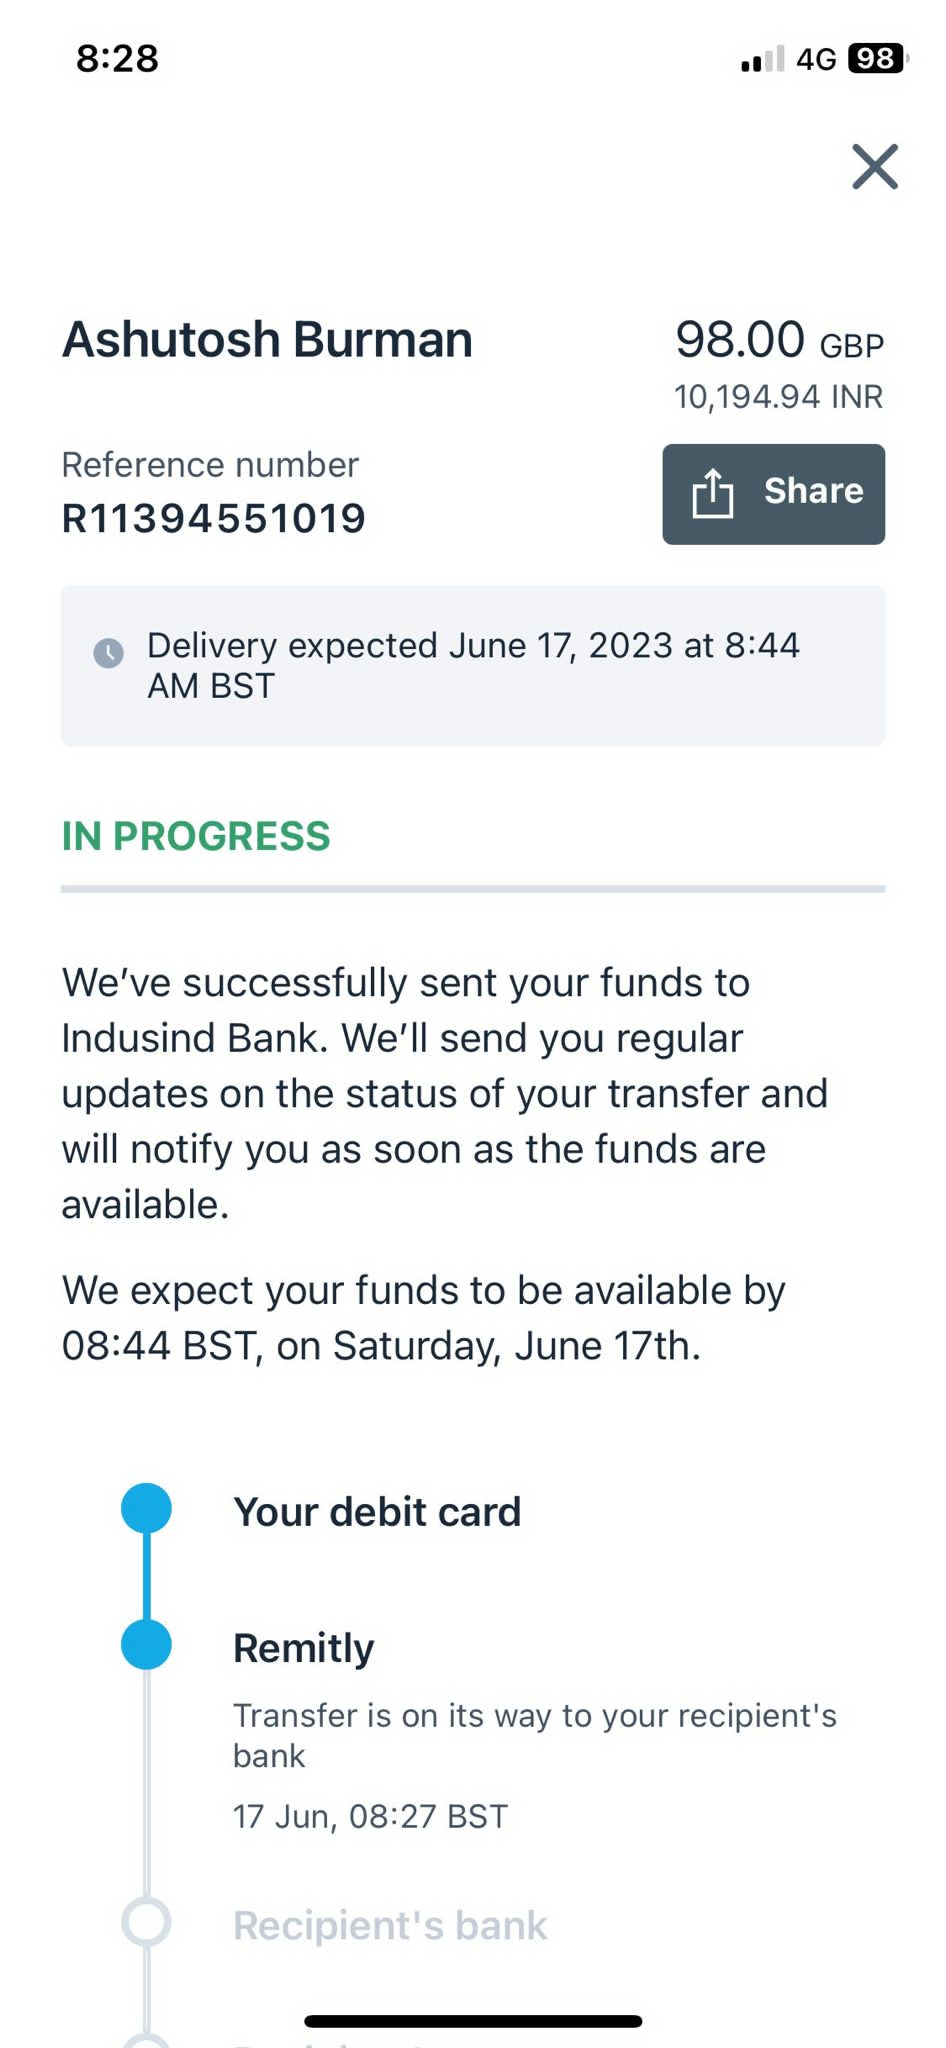 8:28
4G 98
Ashutosh Burman
98.00 GBP
10,194.94 INR
Reference number
R11394551019
Share
Delivery expected June 17, 2023 at 8:44
AM BST
IN PROGRESS
We've successfully sent your funds to
Indusind Bank. We'll send you regular
updates on the status of your transfer and
will notify you as soon as the funds are
available.
We expect your funds to be available by
08:44 BST, on Saturday, June 17th.
Your debit card
Remitly
Transfer is on its way to your recipient's
bank
17 Jun, 08:27 BST
Recipient's bank